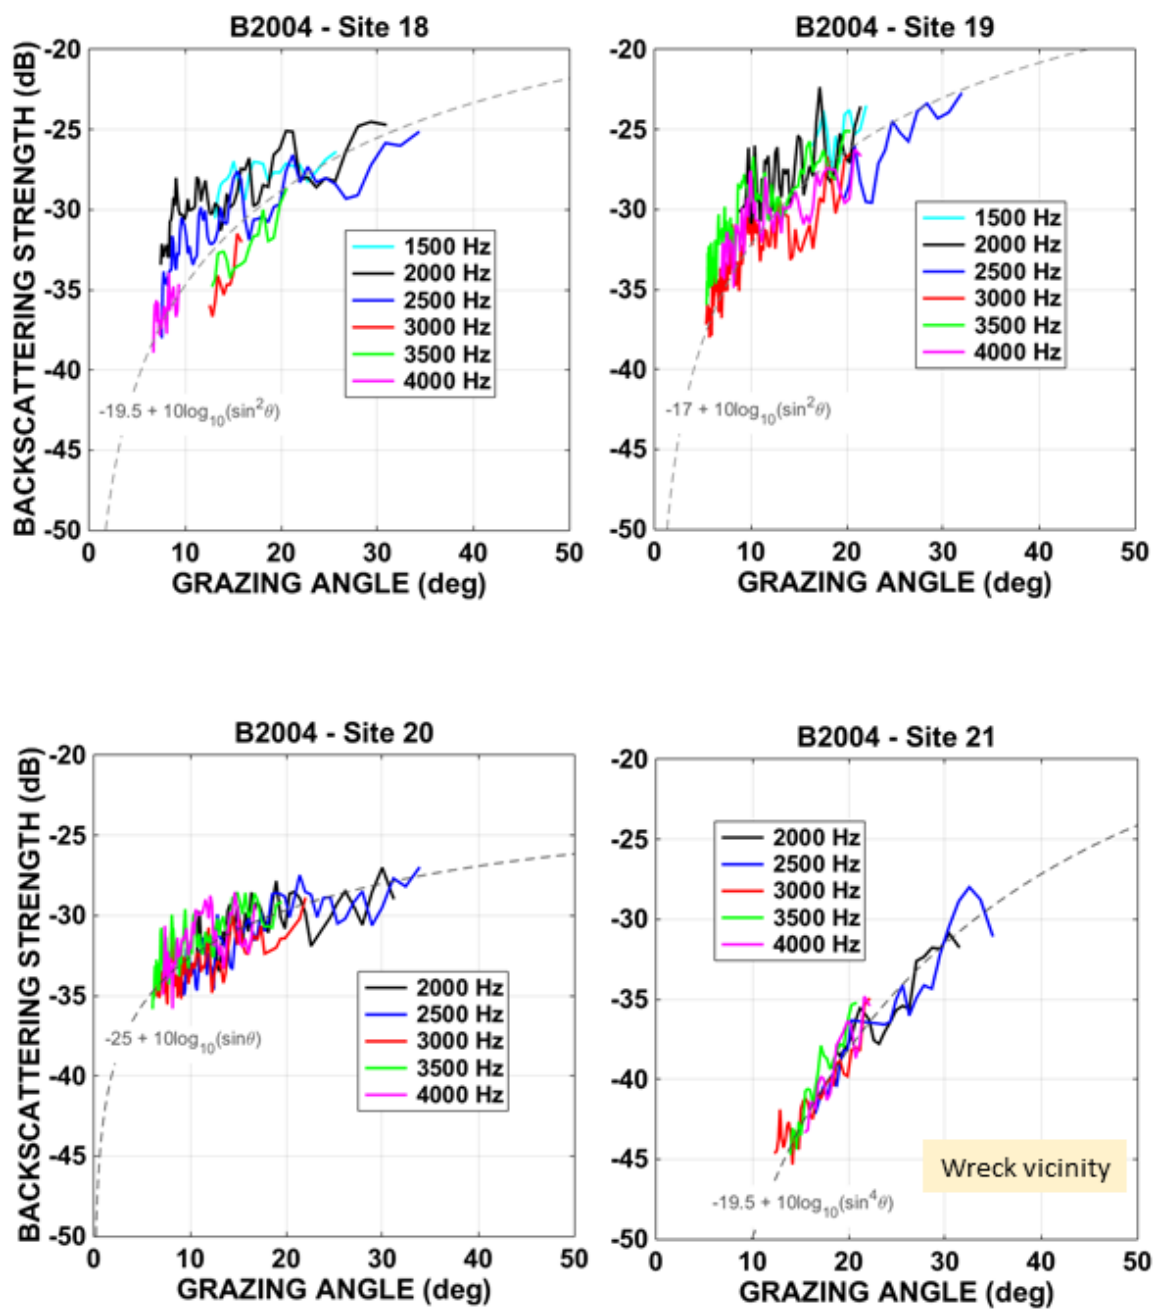 B2004 - Site 18
BACKSCATTERING STRENGTH (dB)
-20
-25
-30
-35
-40
-45
-50
1500 Hz
2000 Hz
2500 Hz
3000 Hz
3500 Hz
4000 Hz
-19.5 + 10log₁₀(sin²θ)
0 10 20 30 40 50
GRAZING ANGLE (deg)
B2004 - Site 19
-20
-25
-30
-35
-40
-45
-50
1500 Hz
2000 Hz
2500 Hz
3000 Hz
3500 Hz
4000 Hz
-17 + 10log₁₀(sin²θ)
0 10 20 30 40 50
GRAZING ANGLE (deg)
B2004 - Site 20
BACKSCATTERING STRENGTH (dB)
-20
-25
-30
-35
-40
-45
-50
2000 Hz
2500 Hz
3000 Hz
3500 Hz
4000 Hz
-25 + 10log₁₀(sinθ)
0 10 20 30 40 50
GRAZING ANGLE (deg)
B2004 - Site 21
-20
-25
-30
-35
-40
-45
-50
2000 Hz
2500 Hz
3000 Hz
3500 Hz
4000 Hz
Wreck vicinity
-19.5 + 10log₁₀(sin⁴θ)
0 10 20 30 40 50
GRAZING ANGLE (deg)